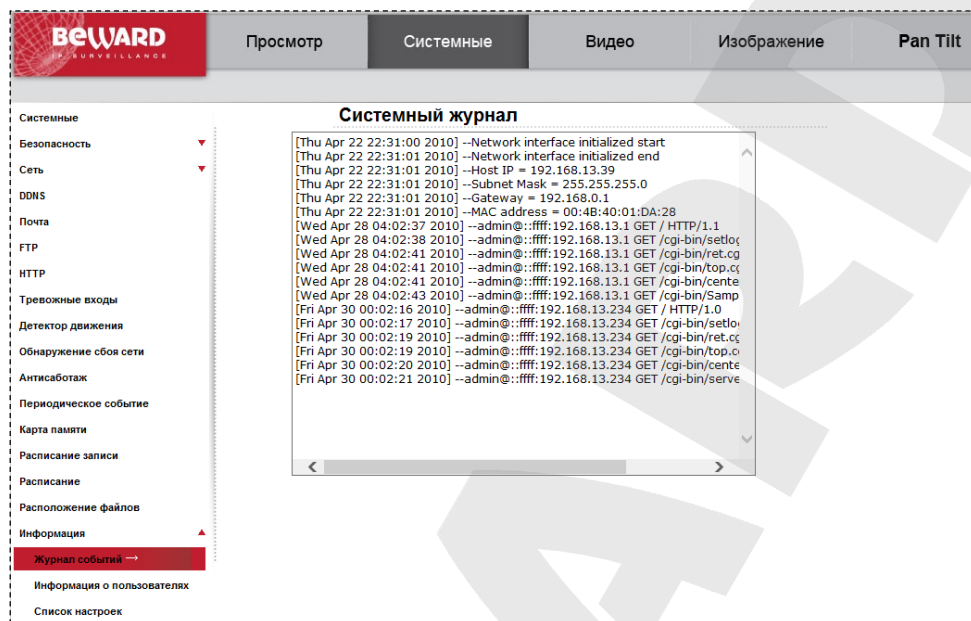 BEWARD
IP SURVEILLANCE
Просмотр
Системные
Видео
Изображение
Pan Tilt
Системные
Безопасность
Сеть
DDNS
Почта
FTP
HTTP
Тревожные входы
Детектор движения
Обнаружение сбоя сети
Антисаботаж
Периодическое событие
Карта памяти
Расписание записи
Расписание
Расположение файлов
Информация
Журнал событий →
Информация о пользователях
Список настроек
Системный журнал
[Thu Apr 22 22:31:00 2010] --Network interface initialized start
[Thu Apr 22 22:31:01 2010] --Network interface initialized end
[Thu Apr 22 22:31:01 2010] --Host IP = 192.168.13.39
[Thu Apr 22 22:31:01 2010] --Subnet Mask = 255.255.255.0
[Thu Apr 22 22:31:01 2010] --Gateway = 192.168.0.1
[Thu Apr 22 22:31:01 2010] --MAC address = 00:4B:40:01:DA:28
[Wed Apr 28 04:02:37 2010] --admin@::ffff:192.168.13.1 GET / HTTP/1.1
[Wed Apr 28 04:02:38 2010] --admin@::ffff:192.168.13.1 GET /cgi-bin/setlog
[Wed Apr 28 04:02:41 2010] --admin@::ffff:192.168.13.1 GET /cgi-bin/ret.cg
[Wed Apr 28 04:02:41 2010] --admin@::ffff:192.168.13.1 GET /cgi-bin/top.cg
[Wed Apr 28 04:02:41 2010] --admin@::ffff:192.168.13.1 GET /cgi-bin/cente
[Wed Apr 28 04:02:43 2010] --admin@::ffff:192.168.13.1 GET /cgi-bin/Samp
[Fri Apr 30 00:02:16 2010] --admin@::ffff:192.168.13.234 GET / HTTP/1.0
[Fri Apr 30 00:02:17 2010] --admin@::ffff:192.168.13.234 GET /cgi-bin/setlo
[Fri Apr 30 00:02:19 2010] --admin@::ffff:192.168.13.234 GET /cgi-bin/ret.cg
[Fri Apr 30 00:02:19 2010] --admin@::ffff:192.168.13.234 GET /cgi-bin/top.c
[Fri Apr 30 00:02:20 2010] --admin@::ffff:192.168.13.234 GET /cgi-bin/cente
[Fri Apr 30 00:02:21 2010] --admin@::ffff:192.168.13.234 GET /cgi-bin/serve